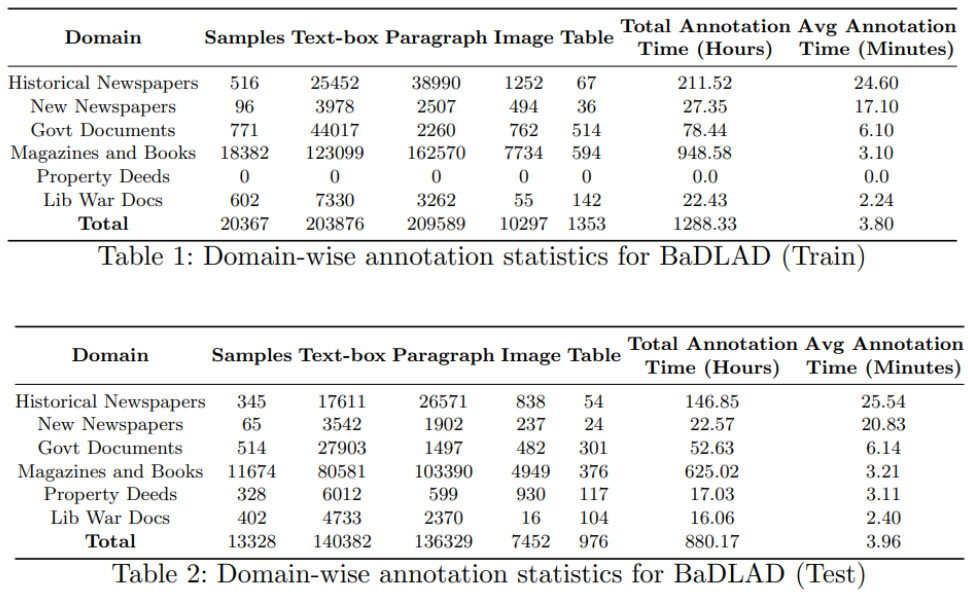 Domain Samples Text-box Paragraph Image Table Total Annotation Time (Hours) Avg Annotation Time (Minutes)
Historical Newspapers 516 25452 38990 1252 67 211.52 24.60
New Newspapers 96 3978 2507 494 36 27.35 17.10
Govt Documents 771 44017 2260 762 514 78.44 6.10
Magazines and Books 18382 123099 162570 7734 594 948.58 3.10
Property Deeds 0 0 0 0 0 0.0 0.0
Lib War Docs 602 7330 3262 55 142 22.43 2.24
Total 20367 203876 209589 10297 1353 1288.33 3.80
Table 1: Domain-wise annotation statistics for BaDLAD (Train)
Domain Samples Text-box Paragraph Image Table Total Annotation Time (Hours) Avg Annotation Time (Minutes)
Historical Newspapers 345 17611 26571 838 54 146.85 25.54
New Newspapers 65 3542 1902 237 24 22.57 20.83
Govt Documents 514 27903 1497 482 301 52.63 6.14
Magazines and Books 11674 80581 103390 4949 376 625.02 3.21
Property Deeds 328 6012 599 930 117 17.03 3.11
Lib War Docs 402 4733 2370 16 104 16.06 2.40
Total 13328 140382 136329 7452 976 880.17 3.96
Table 2: Domain-wise annotation statistics for BaDLAD (Test)